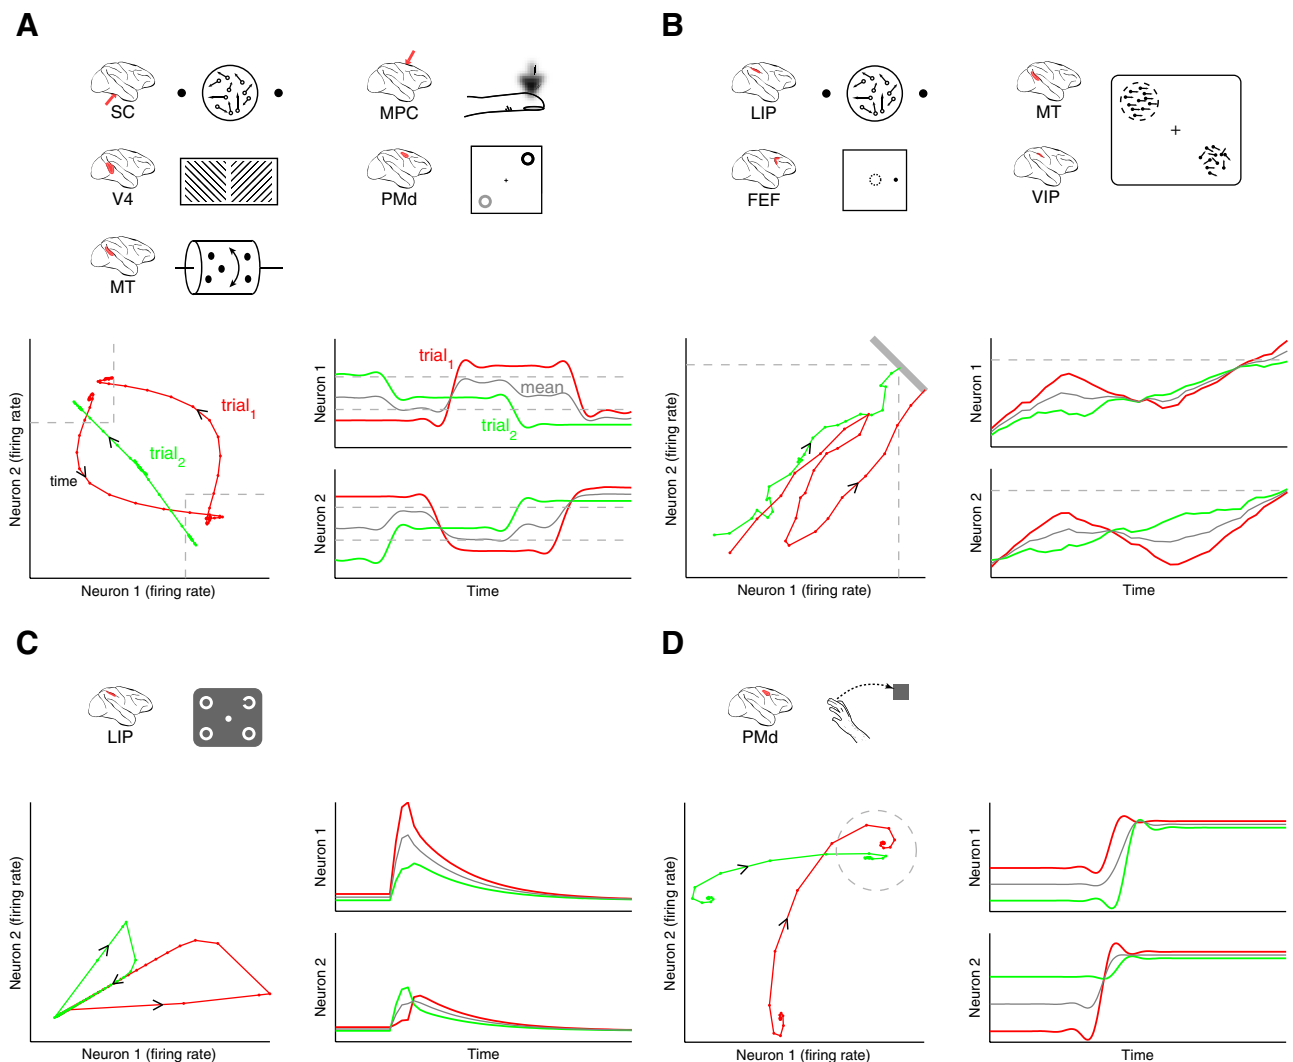 A
SC
MPC
V4
PMd
MT
Neuron 2 (firing rate)
trial1
trial2
time
Neuron 1 (firing rate)
Neuron 1
trial1
mean
trial2
Neuron 2
Time
B
LIP
MT
FEF
VIP
Neuron 2 (firing rate)
Neuron 1 (firing rate)
Neuron 1
Neuron 2
Time
C
LIP
Neuron 2 (firing rate)
Neuron 1 (firing rate)
Neuron 1
Neuron 2
Time
D
PMd
Neuron 2 (firing rate)
Neuron 1 (firing rate)
Neuron 1
Neuron 2
Time